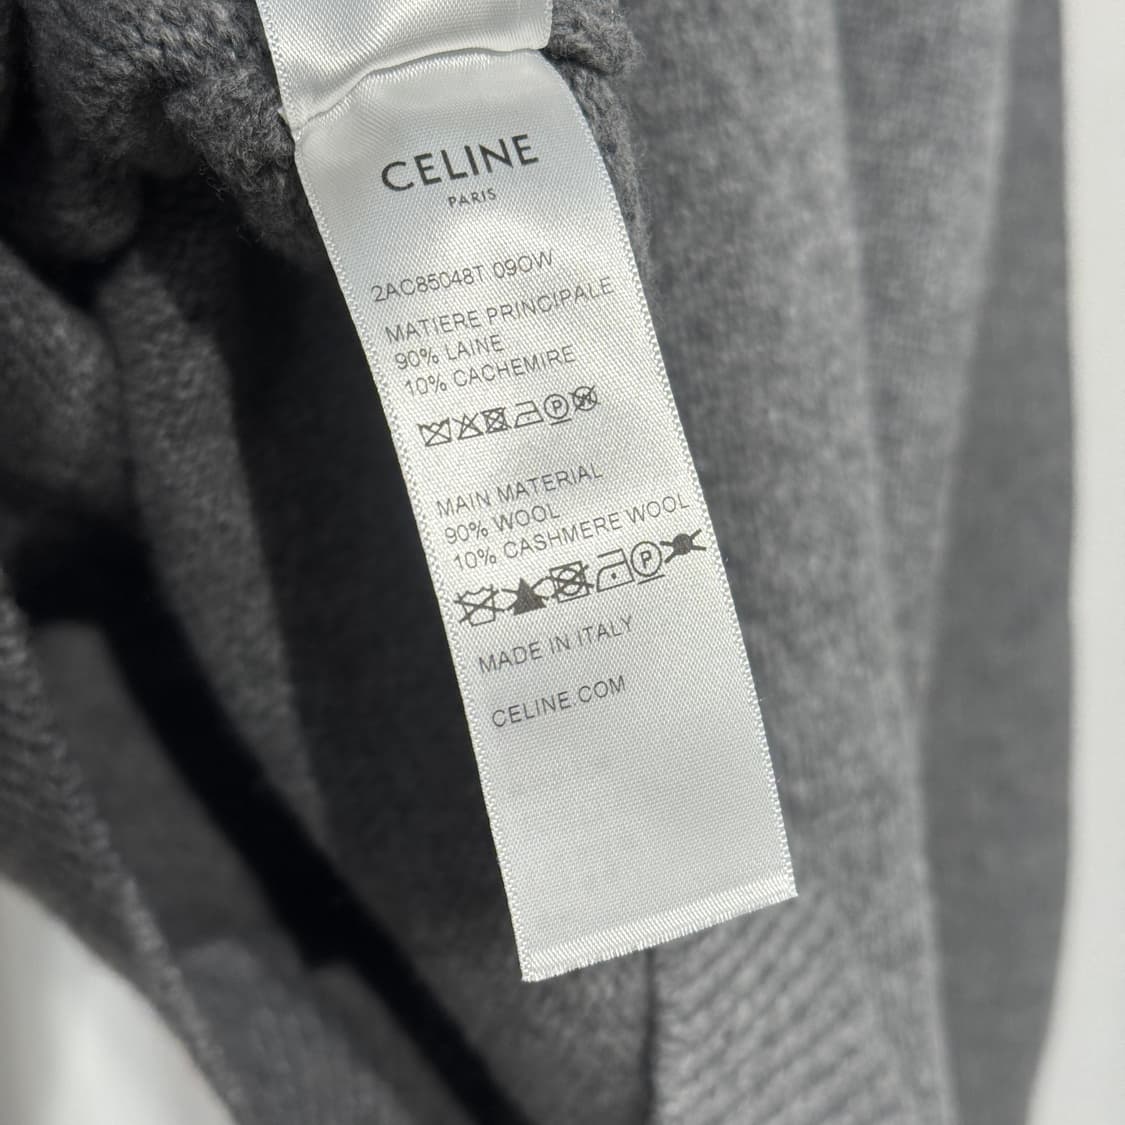 CELINE
PARIS
2AC85048T 09OW
MATIERE PRINCIPALE
90% LAINE
10% CACHEMIRE
P W
MAIN MATERIAL
90% WOOL
10% CASHMERE WOOL
P
MADE IN ITALY
CELINE.COM